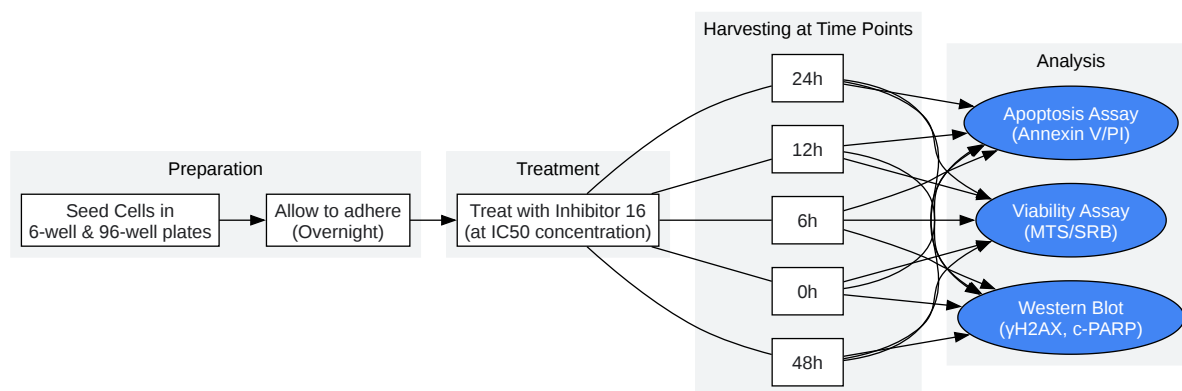 Preparation
Seed Cells in
6-well & 96-well plates
Allow to adhere
(Overnight)
Treatment
Treat with Inhibitor 16
(at IC50 concentration)
Harvesting at Time Points
24h
12h
6h
0h
48h
Analysis
Apoptosis Assay
(Annexin V/PI)
Viability Assay
(MTS/SRB)
Western Blot
(γH2AX, c-PARP)